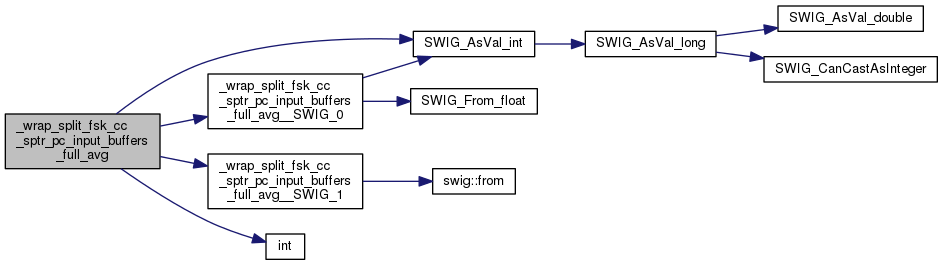 _wrap_split_fsk_cc
_sptr_pc_input_buffers
_full_avg
SWIG_AsVal_int
_wrap_split_fsk_cc
_sptr_pc_input_buffers
_full_avg__SWIG_0
_wrap_split_fsk_cc
_sptr_pc_input_buffers
_full_avg__SWIG_1
int
SWIG_AsVal_long
SWIG_From_float
swig::from
SWIG_AsVal_double
SWIG_CanCastAsInteger